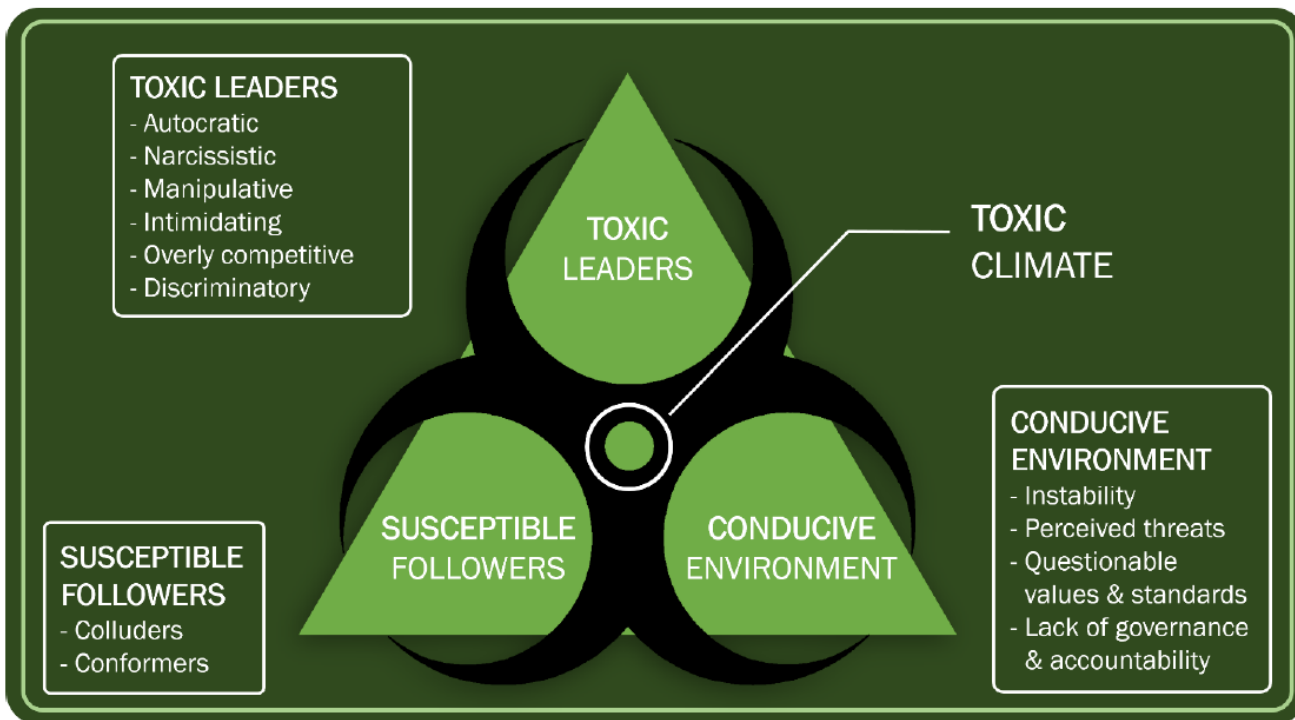 TOXIC LEADERS
- Autocratic
- Narcissistic
- Manipulative
- Intimidating
- Overly competitive
- Discriminatory
TOXIC
LEADERS
TOXIC
CLIMATE
SUSCEPTIBLE
FOLLOWERS
CONDUCIVE
ENVIRONMENT
SUSCEPTIBLE
FOLLOWERS
- Colluders
- Conformers
CONDUCIVE
ENVIRONMENT
- Instability
- Perceived threats
- Questionable
values & standards
- Lack of governance
& accountability